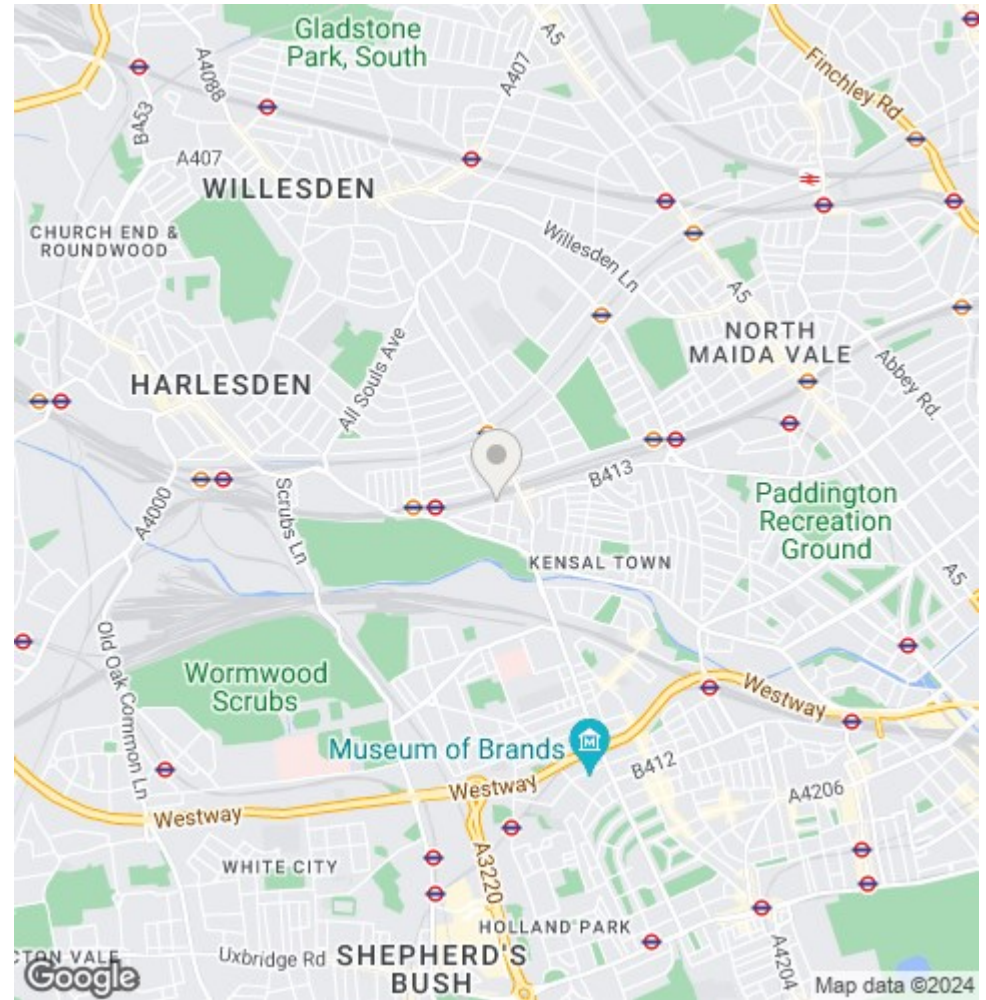 Gladstone
Park, South
A5
A4088
A407
Finchley Rd
B453
A407
WILLESDEN
CHURCH END &
ROUNDWOOD
Willesden Ln
A5
NORTH
MAIDA VALE
Abbey Rd.
All Souls Ave
HARLESDEN
B413
A4000
Scrubs Ln
Paddington
Recreation
Ground
KENSAL TOWN
A5
Old Oak Common Ln
Wormwood
Scrubs
Westway
Museum of Brands
M
B412
Westway
A4206
Westway
A3220
WHITE CITY
HOLLAND PARK
CTON VALE
Uxbridge Rd
SHEPHERD'S
BUSH
A4204
Google
Map data ©2024